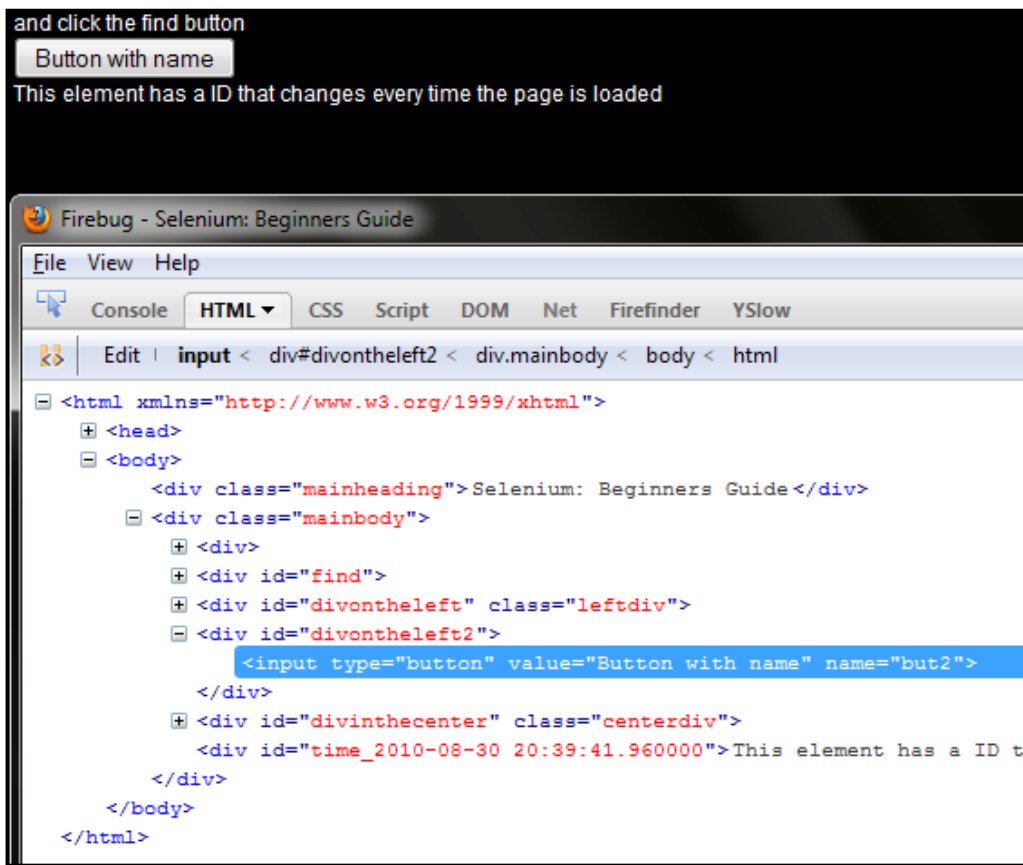 and click the find button
Button with name
This element has a ID that changes every time the page is loaded
Firebug - Selenium: Beginners Guide
File View Help
Console HTML CSS Script DOM Net Firefinder YSlow
Edit | input < div#divontheleft2 < div.mainbody < body < html
<html xmlns="http://www.w3.org/1999/xhtml">
<head>
<body>
<div class="mainheading">Selenium: Beginners Guide</div>
<div class="mainbody">
<div>
<div id="find">
<div id="divontheleft" class="leftdiv">
<div id="divontheleft2">
<input type="button" value="Button with name" name="but2">
</div>
<div id="divinthecenter" class="centerdiv">
<div id="time_2010-08-30 20:39:41.960000">This element has a ID t
</div>
</body>
</html>